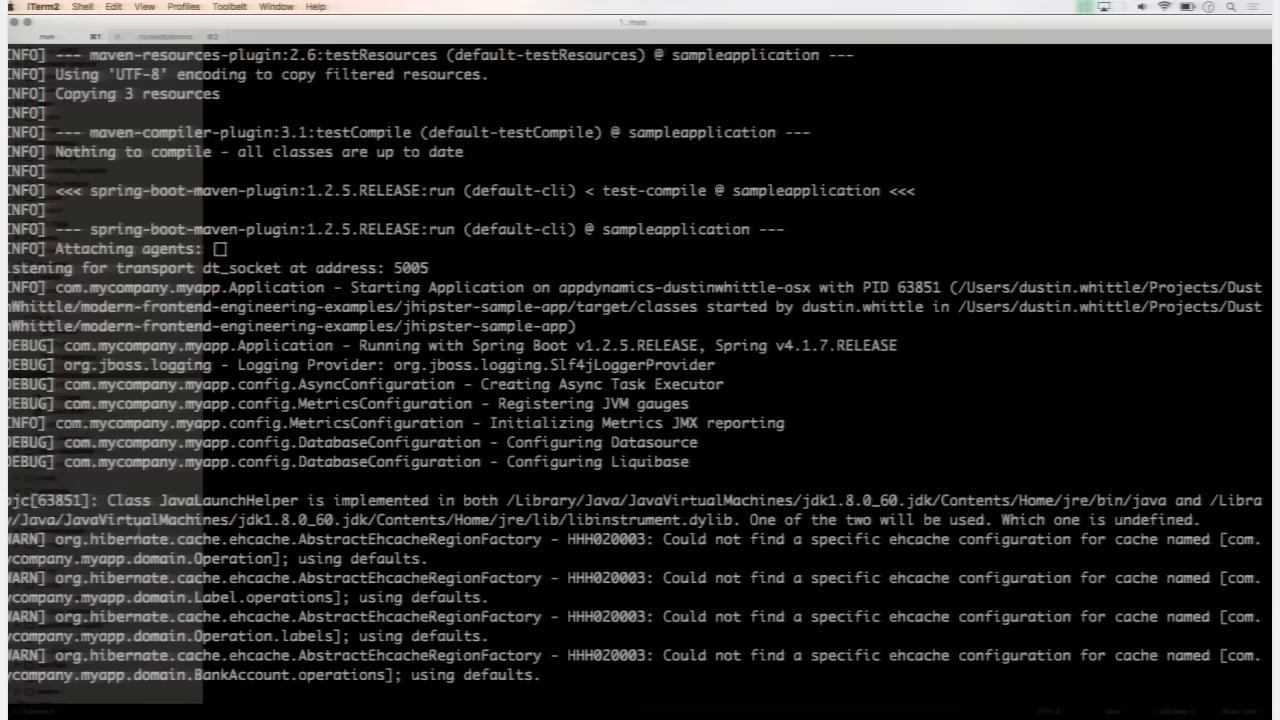 iTerm2 Shell Edit View Profiles Toolbelt Window Help
1. mvn
mvn ⌘1 ⌘2
INFO] --- maven-resources-plugin:2.6:testResources (default-testResources) @ sampleapplication ---
INFO] Using 'UTF-8' encoding to copy filtered resources.
INFO] Copying 3 resources
INFO]
INFO] --- maven-compiler-plugin:3.1:testCompile (default-testCompile) @ sampleapplication ---
INFO] Nothing to compile - all classes are up to date
INFO]
INFO] <<< spring-boot-maven-plugin:1.2.5.RELEASE:run (default-cli) < test-compile @ sampleapplication <<<
INFO]
INFO] --- spring-boot-maven-plugin:1.2.5.RELEASE:run (default-cli) @ sampleapplication ---
INFO] Attaching agents: []
istening for transport dt_socket at address: 5005
INFO] com.mycompany.myapp.Application - Starting Application on appdynamics-dustinwhittle-osx with PID 63851 (/Users/dustin.whittle/Projects/Dust
nWhittle/modern-frontend-engineering-examples/jhipster-sample-app/target/classes started by dustin.whittle in /Users/dustin.whittle/Projects/Dust
nWhittle/modern-frontend-engineering-examples/jhipster-sample-app)
DEBUG] com.mycompany.myapp.Application - Running with Spring Boot v1.2.5.RELEASE, Spring v4.1.7.RELEASE
DEBUG] org.jboss.logging - Logging Provider: org.jboss.logging.Slf4jLoggerProvider
DEBUG] com.mycompany.myapp.config.AsyncConfiguration - Creating Async Task Executor
DEBUG] com.mycompany.myapp.config.MetricsConfiguration - Registering JVM gauges
INFO] com.mycompany.myapp.config.MetricsConfiguration - Initializing Metrics JMX reporting
DEBUG] com.mycompany.myapp.config.DatabaseConfiguration - Configuring Datasource
DEBUG] com.mycompany.myapp.config.DatabaseConfiguration - Configuring Liquibase
bjc[63851]: Class JavaLaunchHelper is implemented in both /Library/Java/JavaVirtualMachines/jdk1.8.0_60.jdk/Contents/Home/jre/bin/java and /Libra
y/Java/JavaVirtualMachines/jdk1.8.0_60.jdk/Contents/Home/jre/lib/libinstrument.dylib. One of the two will be used. Which one is undefined.
WARN] org.hibernate.cache.ehcache.AbstractEhcacheRegionFactory - HHH020003: Could not find a specific ehcache configuration for cache named [com.
ycompany.myapp.domain.Operation]; using defaults.
WARN] org.hibernate.cache.ehcache.AbstractEhcacheRegionFactory - HHH020003: Could not find a specific ehcache configuration for cache named [com.
ycompany.myapp.domain.Label.operations]; using defaults.
WARN] org.hibernate.cache.ehcache.AbstractEhcacheRegionFactory - HHH020003: Could not find a specific ehcache configuration for cache named [com.
ycompany.myapp.domain.Operation.labels]; using defaults.
WARN] org.hibernate.cache.ehcache.AbstractEhcacheRegionFactory - HHH020003: Could not find a specific ehcache configuration for cache named [com.
ycompany.myapp.domain.BankAccount.operations]; using defaults.